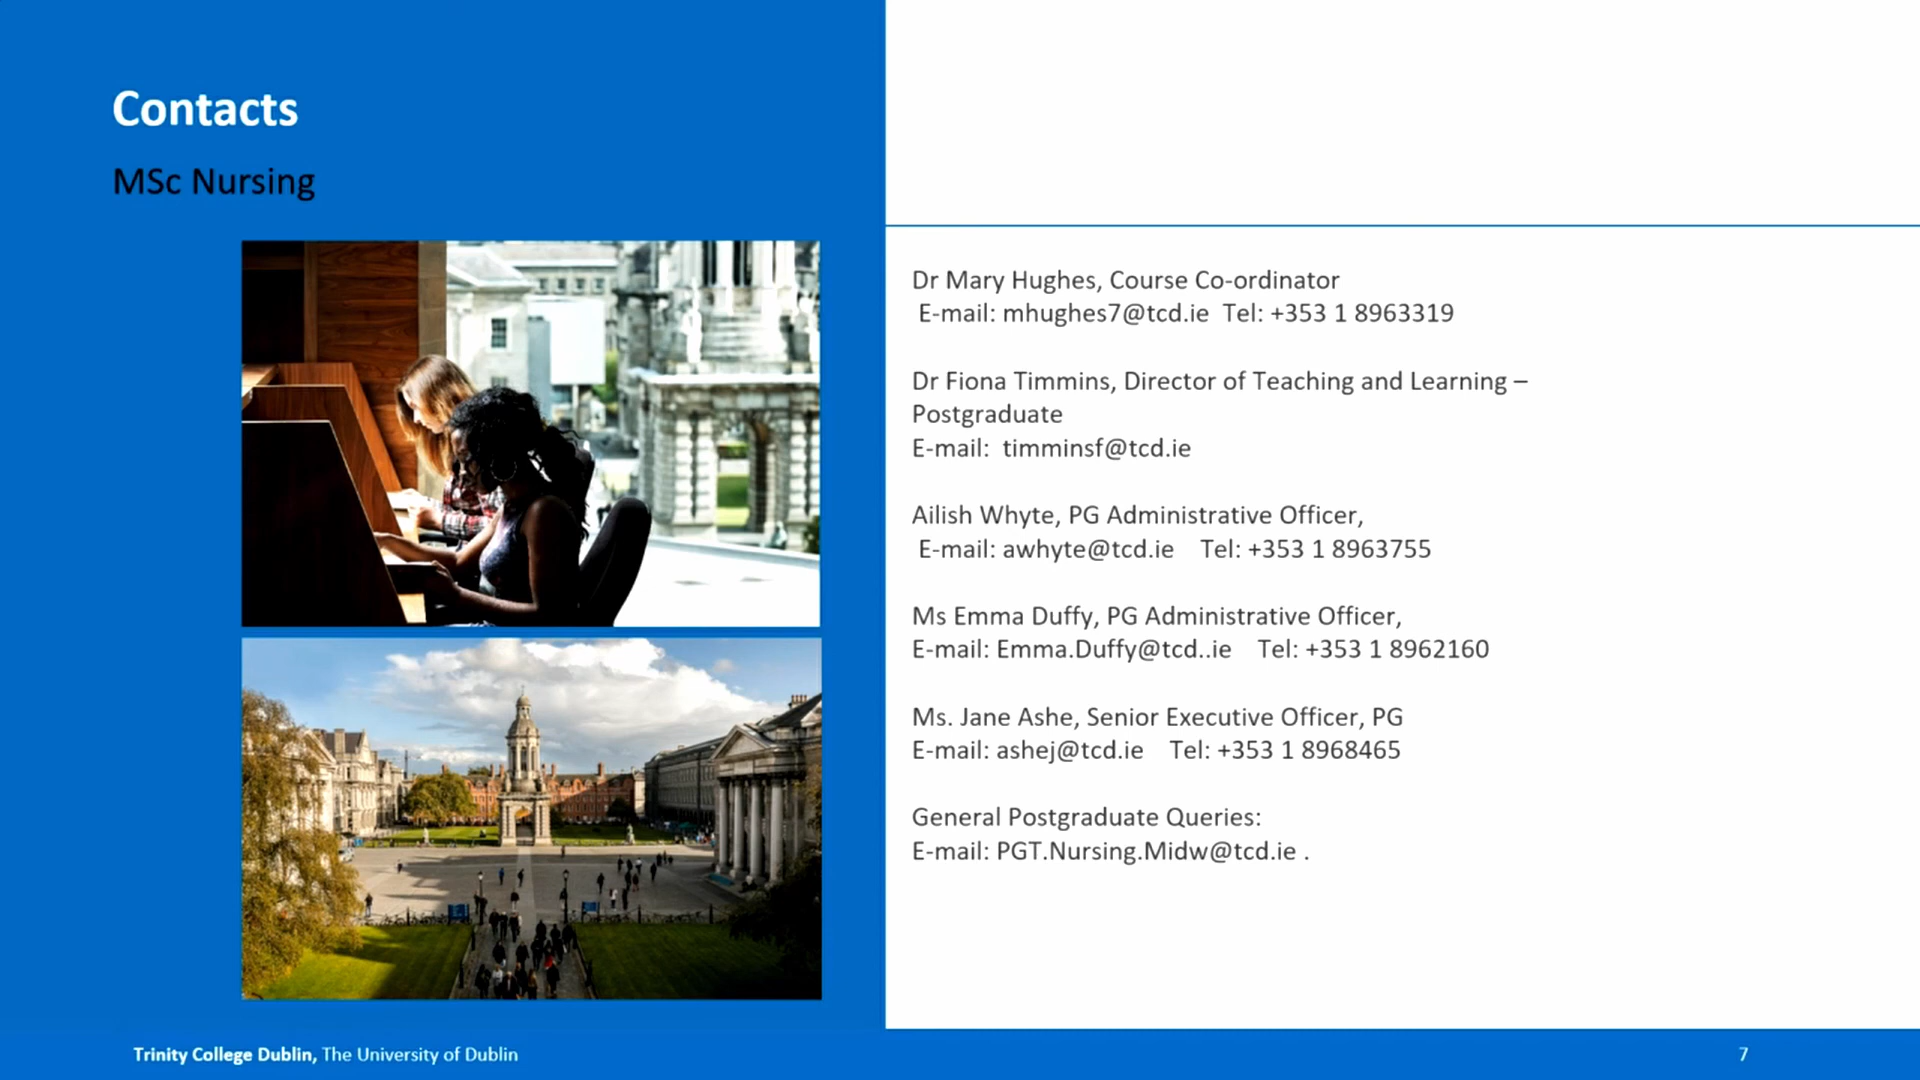 Contacts
MSc Nursing
Dr Mary Hughes, Course Co-ordinator
E-mail: mhughes7@tcd.ie Tel: +353 1 8963319
Dr Fiona Timmins, Director of Teaching and Learning –
Postgraduate
E-mail: timminsf@tcd.ie
Ailish Whyte, PG Administrative Officer,
E-mail: awhyte@tcd.ie Tel: +353 1 8963755
Ms Emma Duffy, PG Administrative Officer,
E-mail: Emma.Duffy@tcd..ie Tel: +353 1 8962160
Ms. Jane Ashe, Senior Executive Officer, PG
E-mail: ashej@tcd.ie Tel: +353 1 8968465
General Postgraduate Queries:
E-mail: PGT.Nursing.Midw@tcd.ie .
Trinity College Dublin, The University of Dublin
7